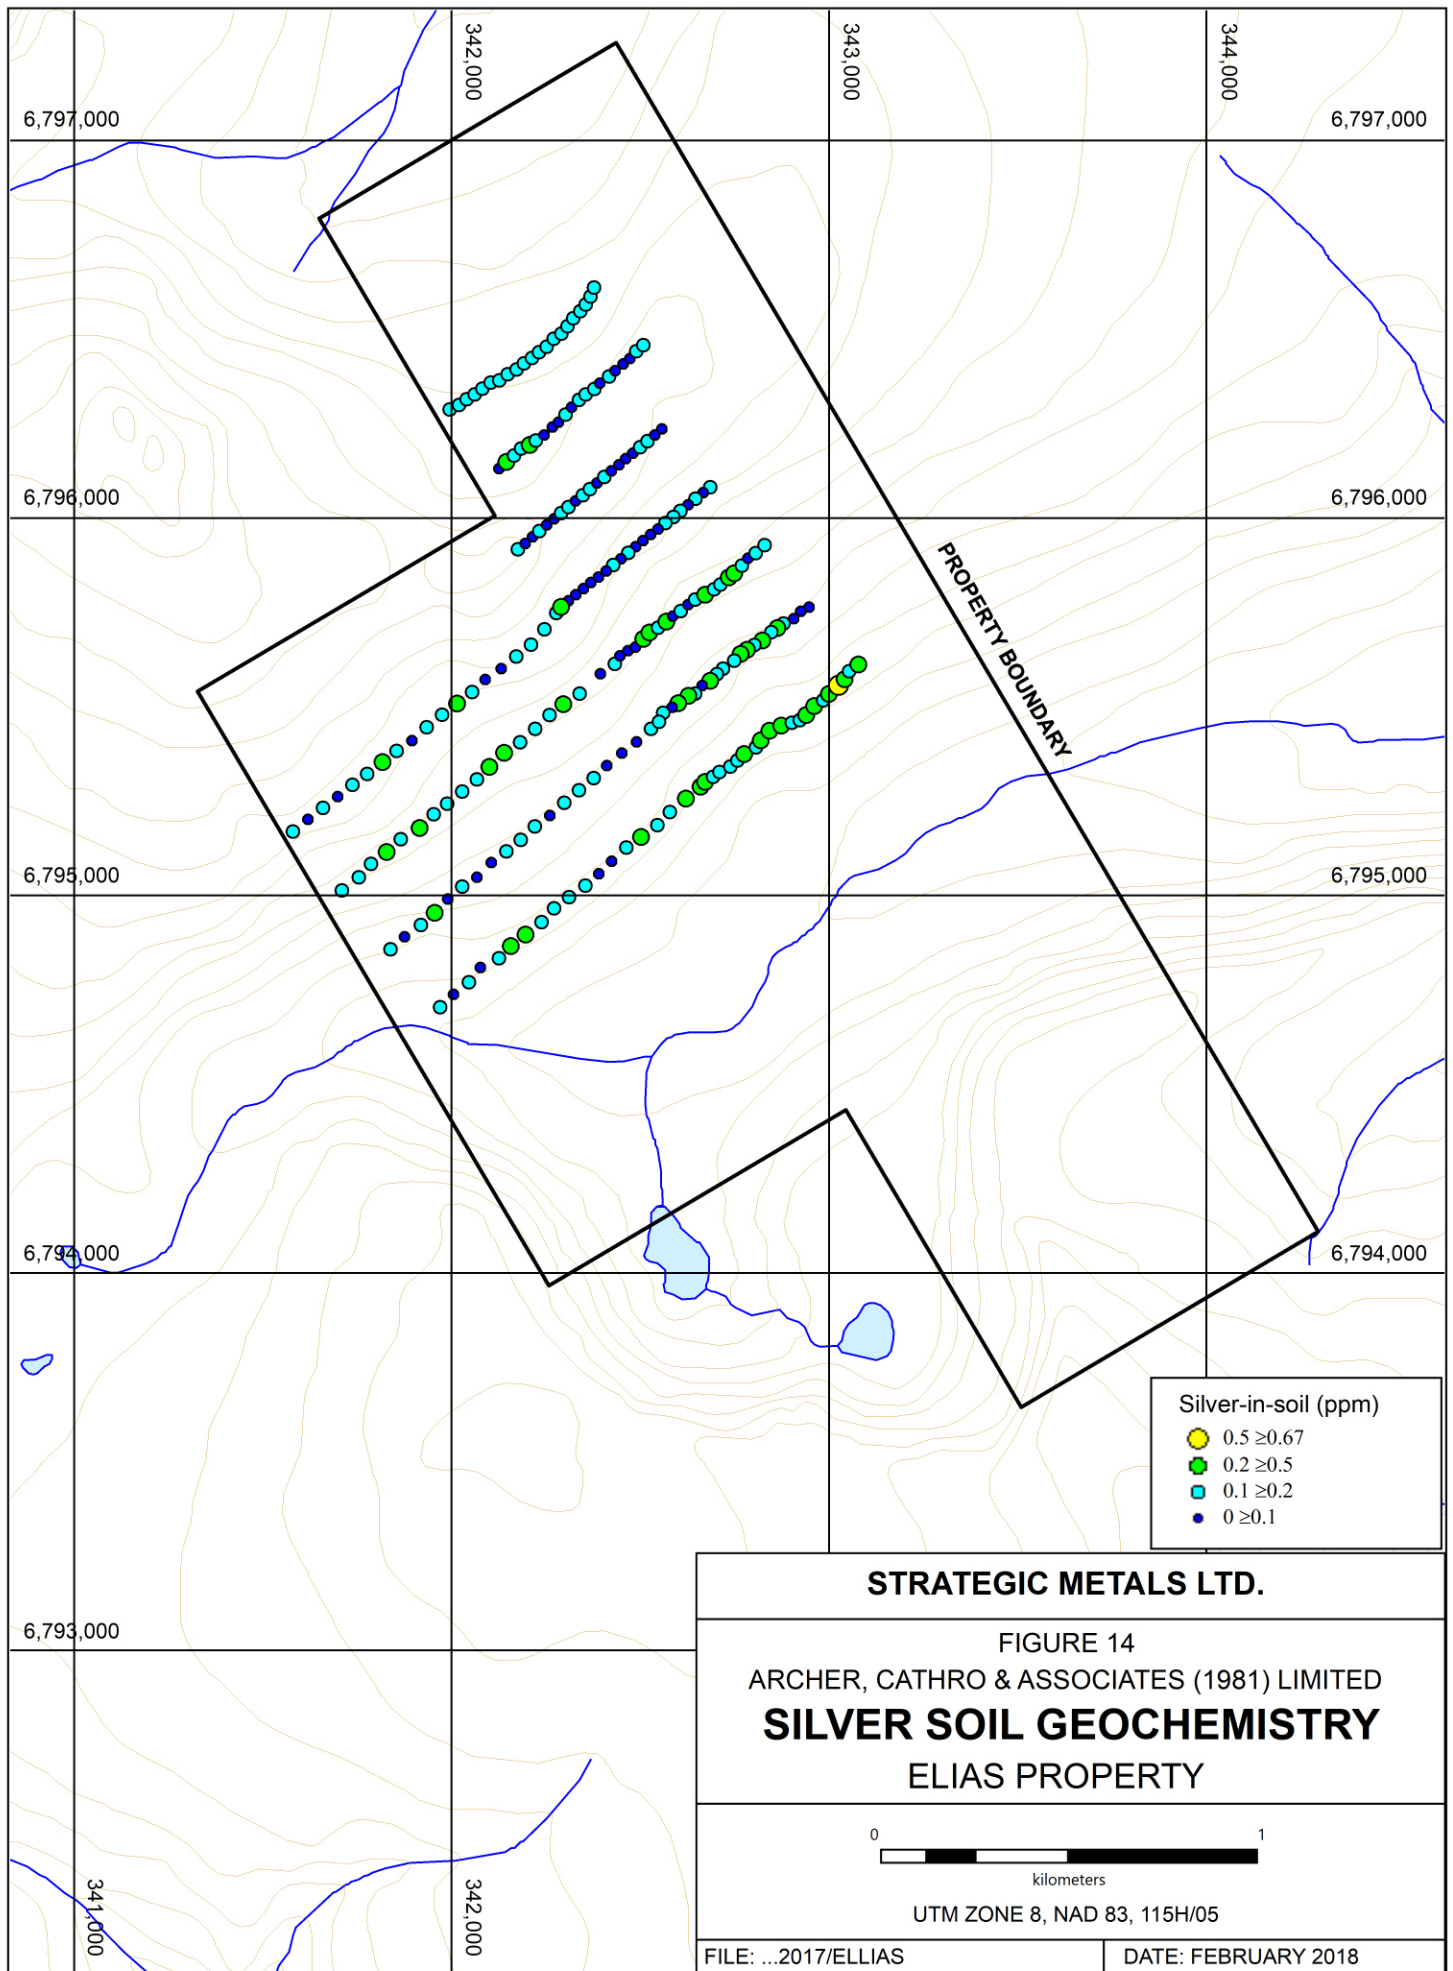 342,000
343,000
344,000
6,797,000
6,797,000
6,796,000
6,796,000
PROPERTY BOUNDARY
6,795,000
6,795,000
6,794,000
6,794,000
Silver-in-soil (ppm)
0.5 ≥0.67
0.2 ≥0.5
0.1 ≥0.2
0 ≥0.1
6,793,000
STRATEGIC METALS LTD.
FIGURE 14
ARCHER, CATHRO & ASSOCIATES (1981) LIMITED
SILVER SOIL GEOCHEMISTRY
ELIAS PROPERTY
0 1
kilometers
UTM ZONE 8, NAD 83, 115H/05
341,000
342,000
FILE: ...2017/ELLIAS
DATE: FEBRUARY 2018